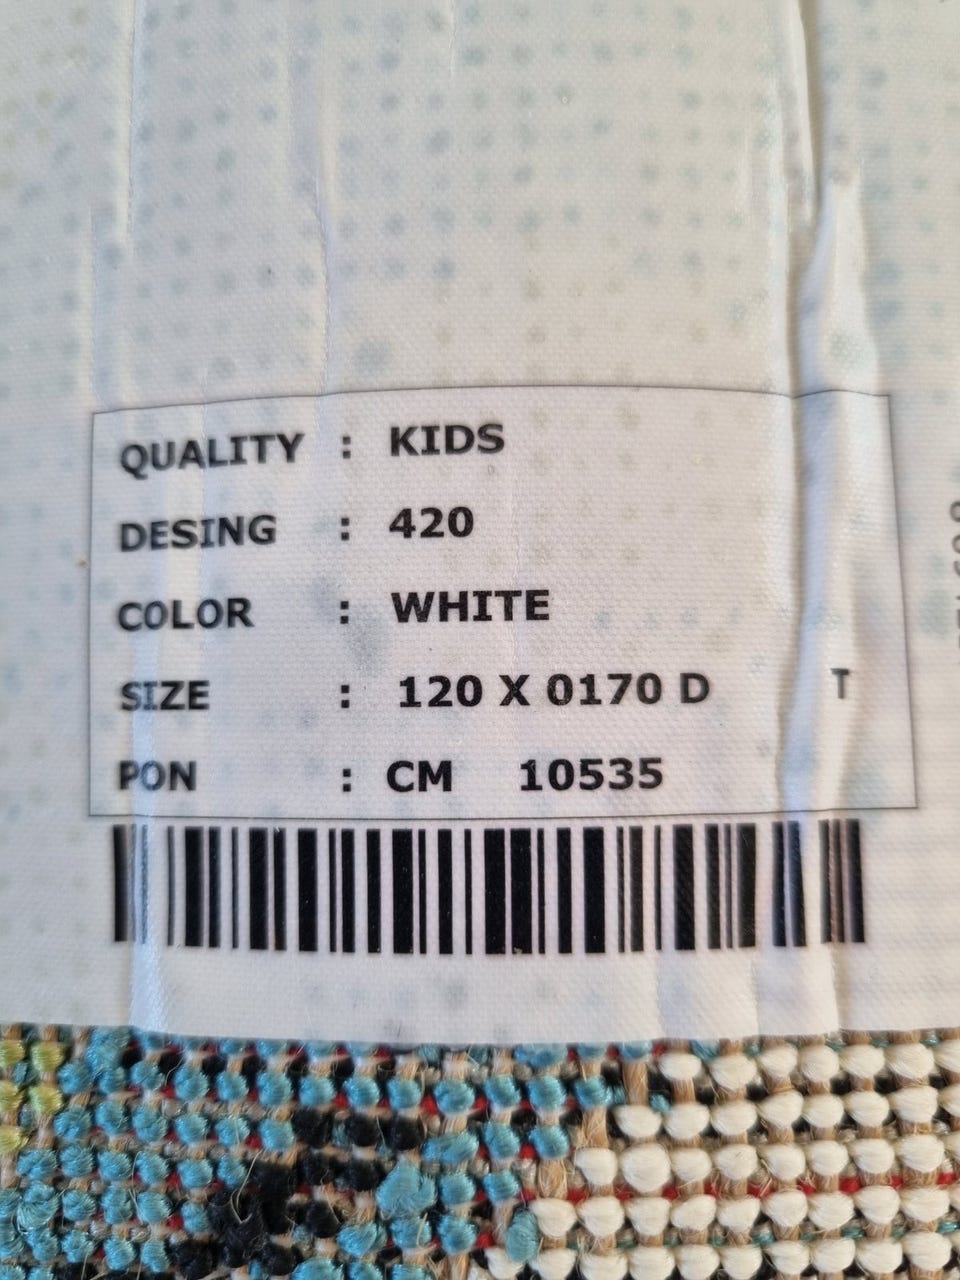 QUALITY : KIDS
DESING : 420
COLOR : WHITE
SIZE : 120 X 0170 D T
PON : CM 10535